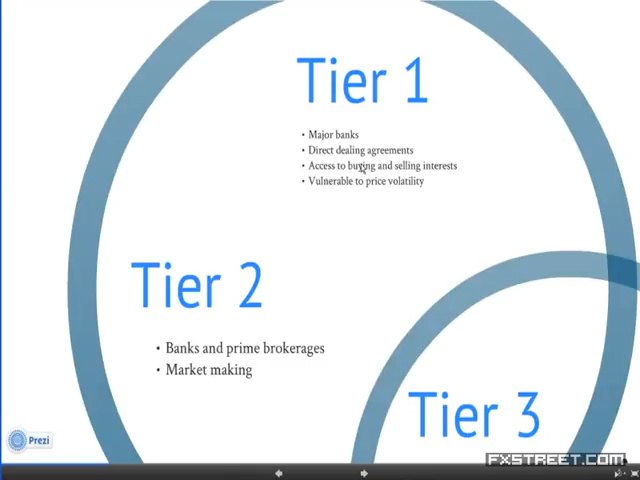 Tier 1
• Major banks
• Direct dealing agreements
• Access to buying and selling interests
• Vulnerable to price volatility
Tier 2
• Banks and prime brokerages
• Market making
Tier 3
Prezi
FXSTREET.COM